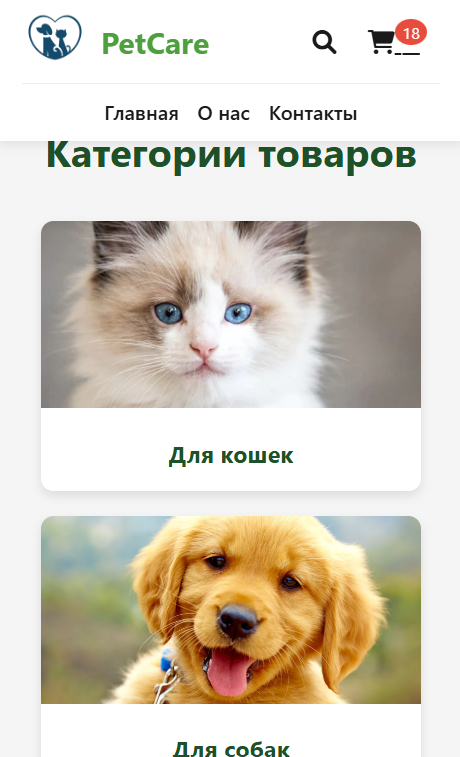 PetCare
18
Главная О нас Контакты
Категории товаров
Для кошек
Для собак